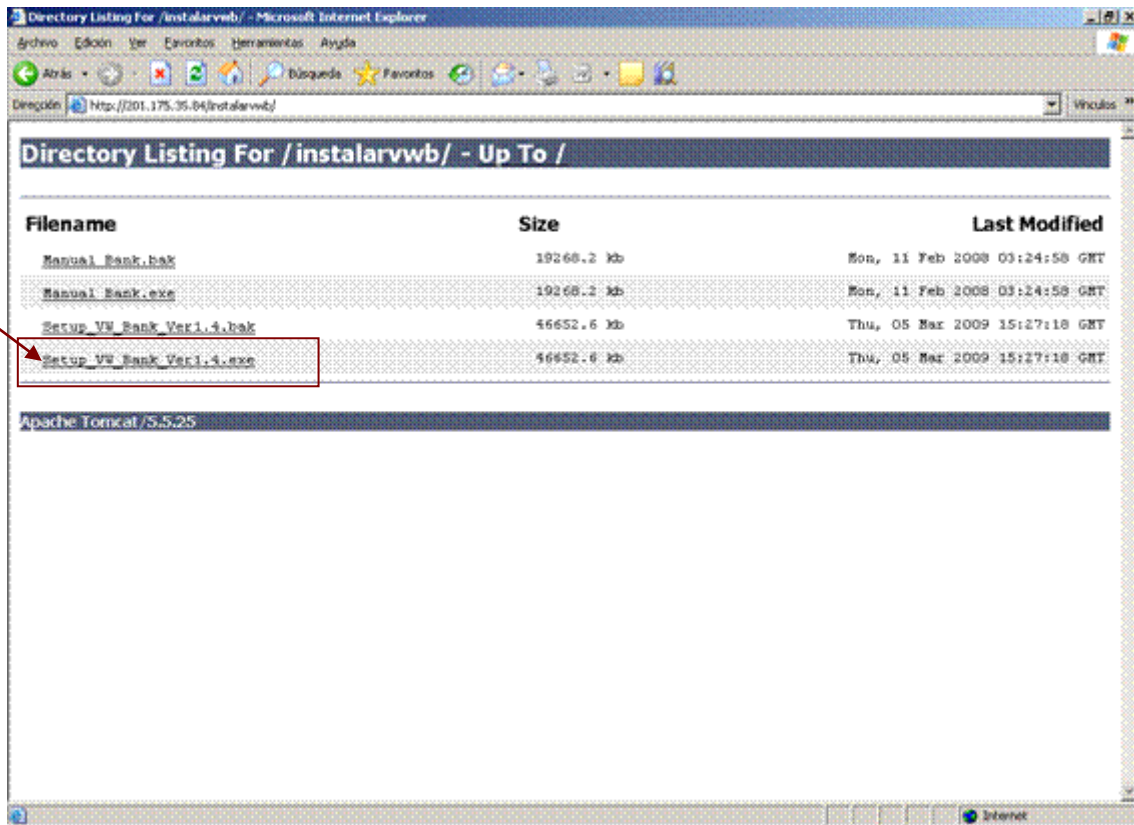 Directory Listing For /instalarvwb/ - Microsoft Internet Explorer
Archivo Edición Ver Favoritos Herramientas Ayuda
Atrás Búsqueda Favoritos
Dirección http://201.175.35.84/instalarvwb/ Vínculos »
Directory Listing For /instalarvwb/ - Up To /
Filename Size Last Modified
Manual Bank.bak 19268.2 kb Mon, 11 Feb 2008 03:24:58 GMT
Manual Bank.exe 19268.2 kb Mon, 11 Feb 2008 03:24:58 GMT
Setup_VW_Bank_Ver1.4.bak 46652.6 kb Thu, 05 Mar 2009 15:27:18 GMT
Setup_VW_Bank_Ver1.4.exe 46652.6 kb Thu, 05 Mar 2009 15:27:18 GMT
Apache Tomcat/5.5.25
Internet